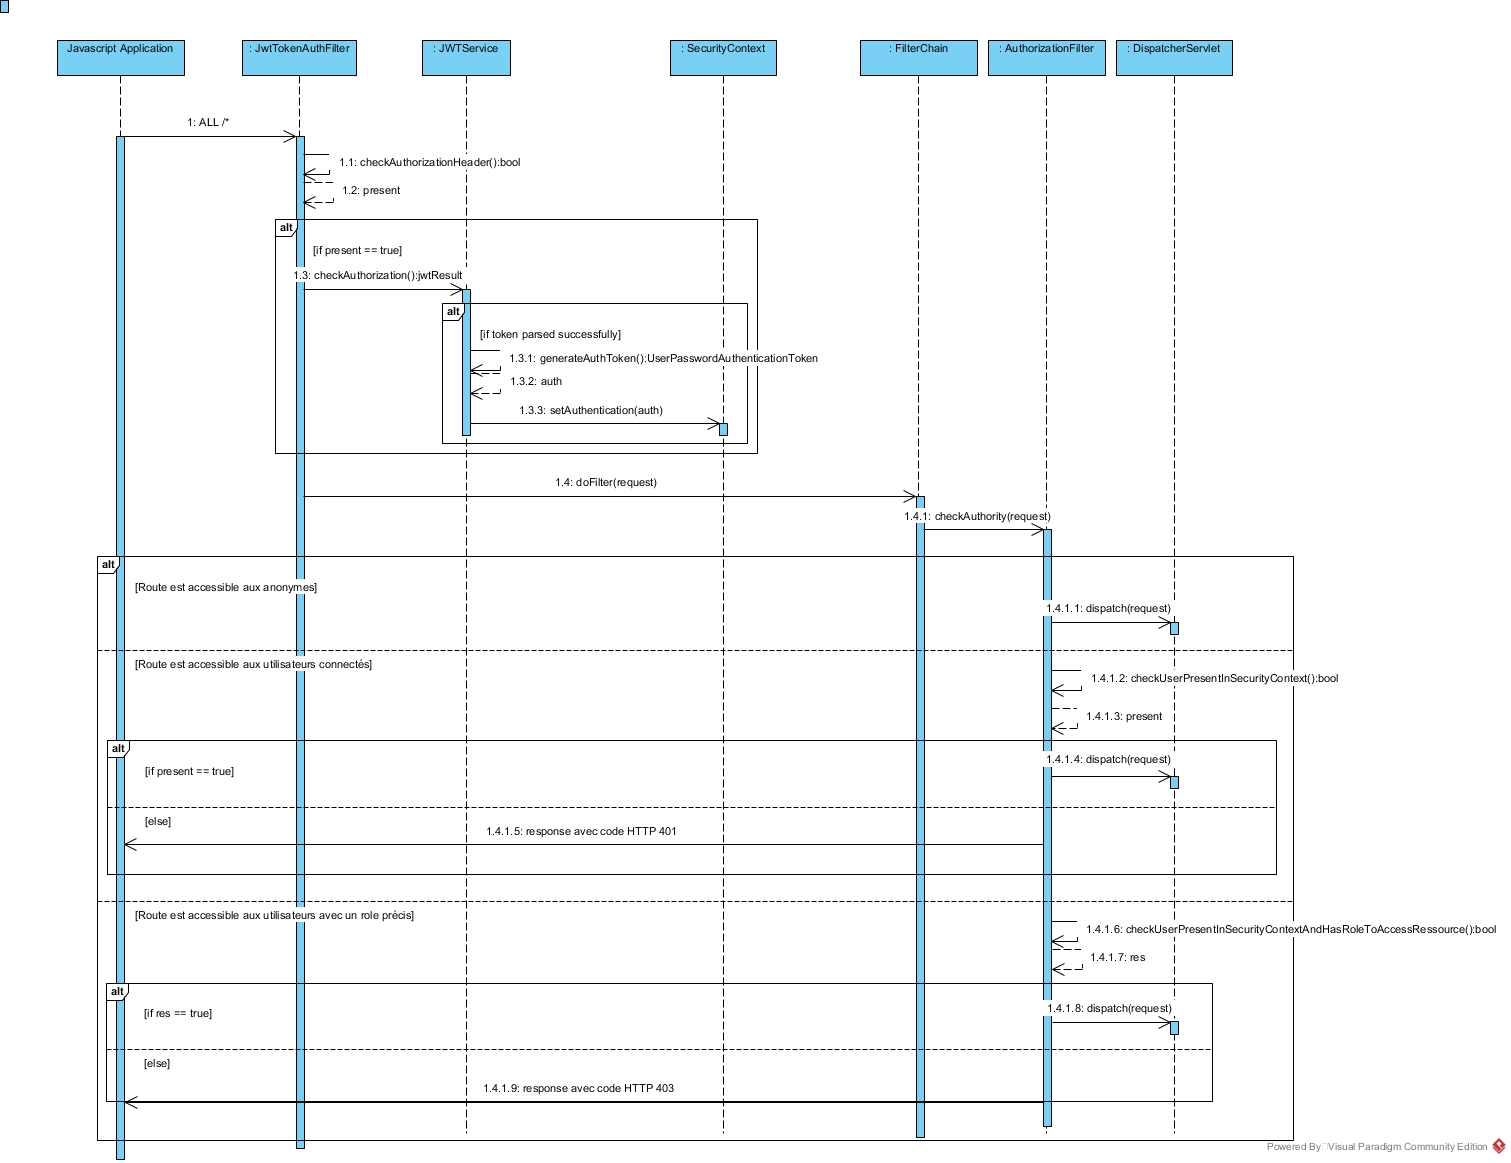 Javascript Application
: JwtTokenAuthFilter
: JWTService
: SecurityContext
: FilterChain
: AuthorizationFilter
: DispatcherServlet
1: ALL /*
1.1: checkAuthorizationHeader():bool
1.2: present
alt
[if present == true]
1.3: checkAuthorization():jwtResult
alt
[if token parsed successfully]
1.3.1: generateAuthToken():UserPasswordAuthenticationToken
1.3.2: auth
1.3.3: setAuthentication(auth)
1.4: doFilter(request)
1.4.1: checkAuthority(request)
alt
[Route est accessible aux anonymes]
1.4.1.1: dispatch(request)
[Route est accessible aux utilisateurs connectés]
1.4.1.2: checkUserPresentInSecurityContext():bool
1.4.1.3: present
alt
1.4.1.4: dispatch(request)
[if present == true]
[else]
1.4.1.5: response avec code HTTP 401
[Route est accessible aux utilisateurs avec un role précis]
1.4.1.6: checkUserPresentInSecurityContextAndHasRoleToAccessRessource():bool
1.4.1.7: res
alt
1.4.1.8: dispatch(request)
[if res == true]
[else]
1.4.1.9: response avec code HTTP 403
Powered By Visual Paradigm Community Edition